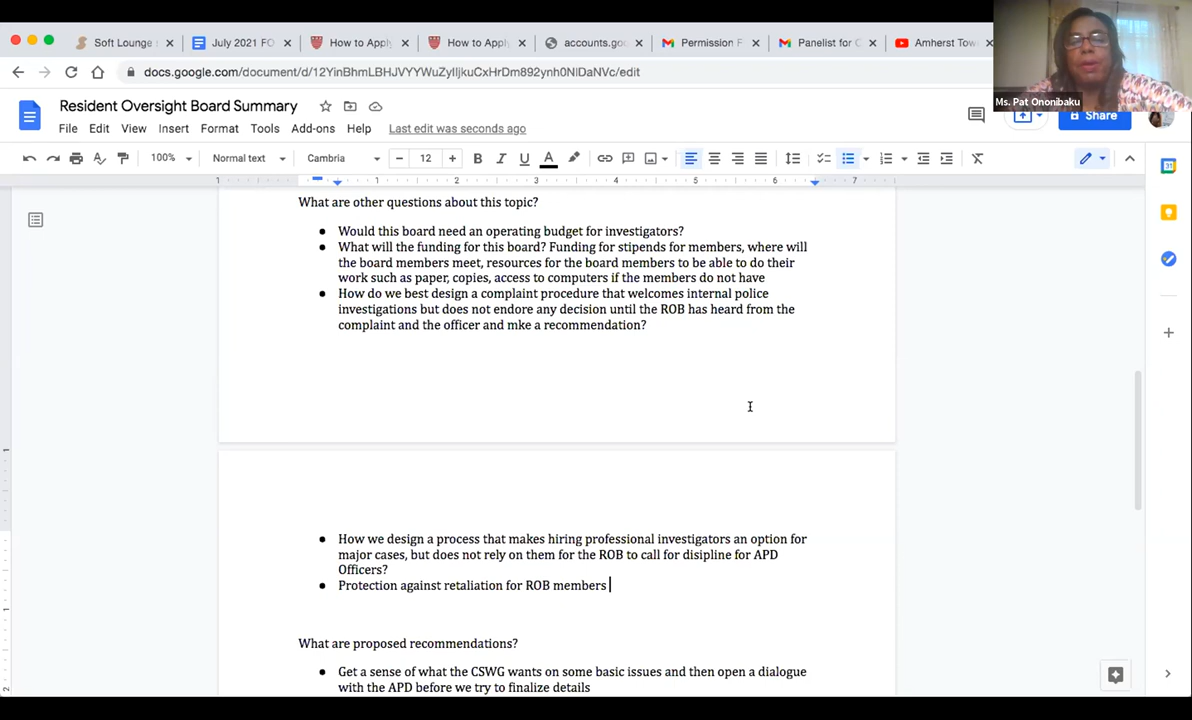 Soft Lounge
July 2021 FO
How to Apply
How to Apply
accounts.go
Permission F
Panelist for C
Amherst Tow
docs.google.com/document/d/12YinBhmLBHJVYYWuZyIljkuCxHrDm892ynh0NIDaNVc/edit
Ms. Pat Ononibaku
Resident Oversight Board Summary
File Edit View Insert Format Tools Add-ons Help Last edit was seconds ago
Share
100% Normal text Cambria 12
1 1 2 3 4 5 6 7
What are other questions about this topic?
● Would this board need an operating budget for investigators?
● What will the funding for this board? Funding for stipends for members, where will
the board members meet, resources for the board members to be able to do their
work such as paper, copies, access to computers if the members do not have
● How do we best design a complaint procedure that welcomes internal police
investigations but does not endore any decision until the ROB has heard from the
complaint and the officer and mke a recommendation?
● How we design a process that makes hiring professional investigators an option for
major cases, but does not rely on them for the ROB to call for disipline for APD
Officers?
● Protection against retaliation for ROB members
What are proposed recommendations?
● Get a sense of what the CSWG wants on some basic issues and then open a dialogue
with the APD before we try to finalize details